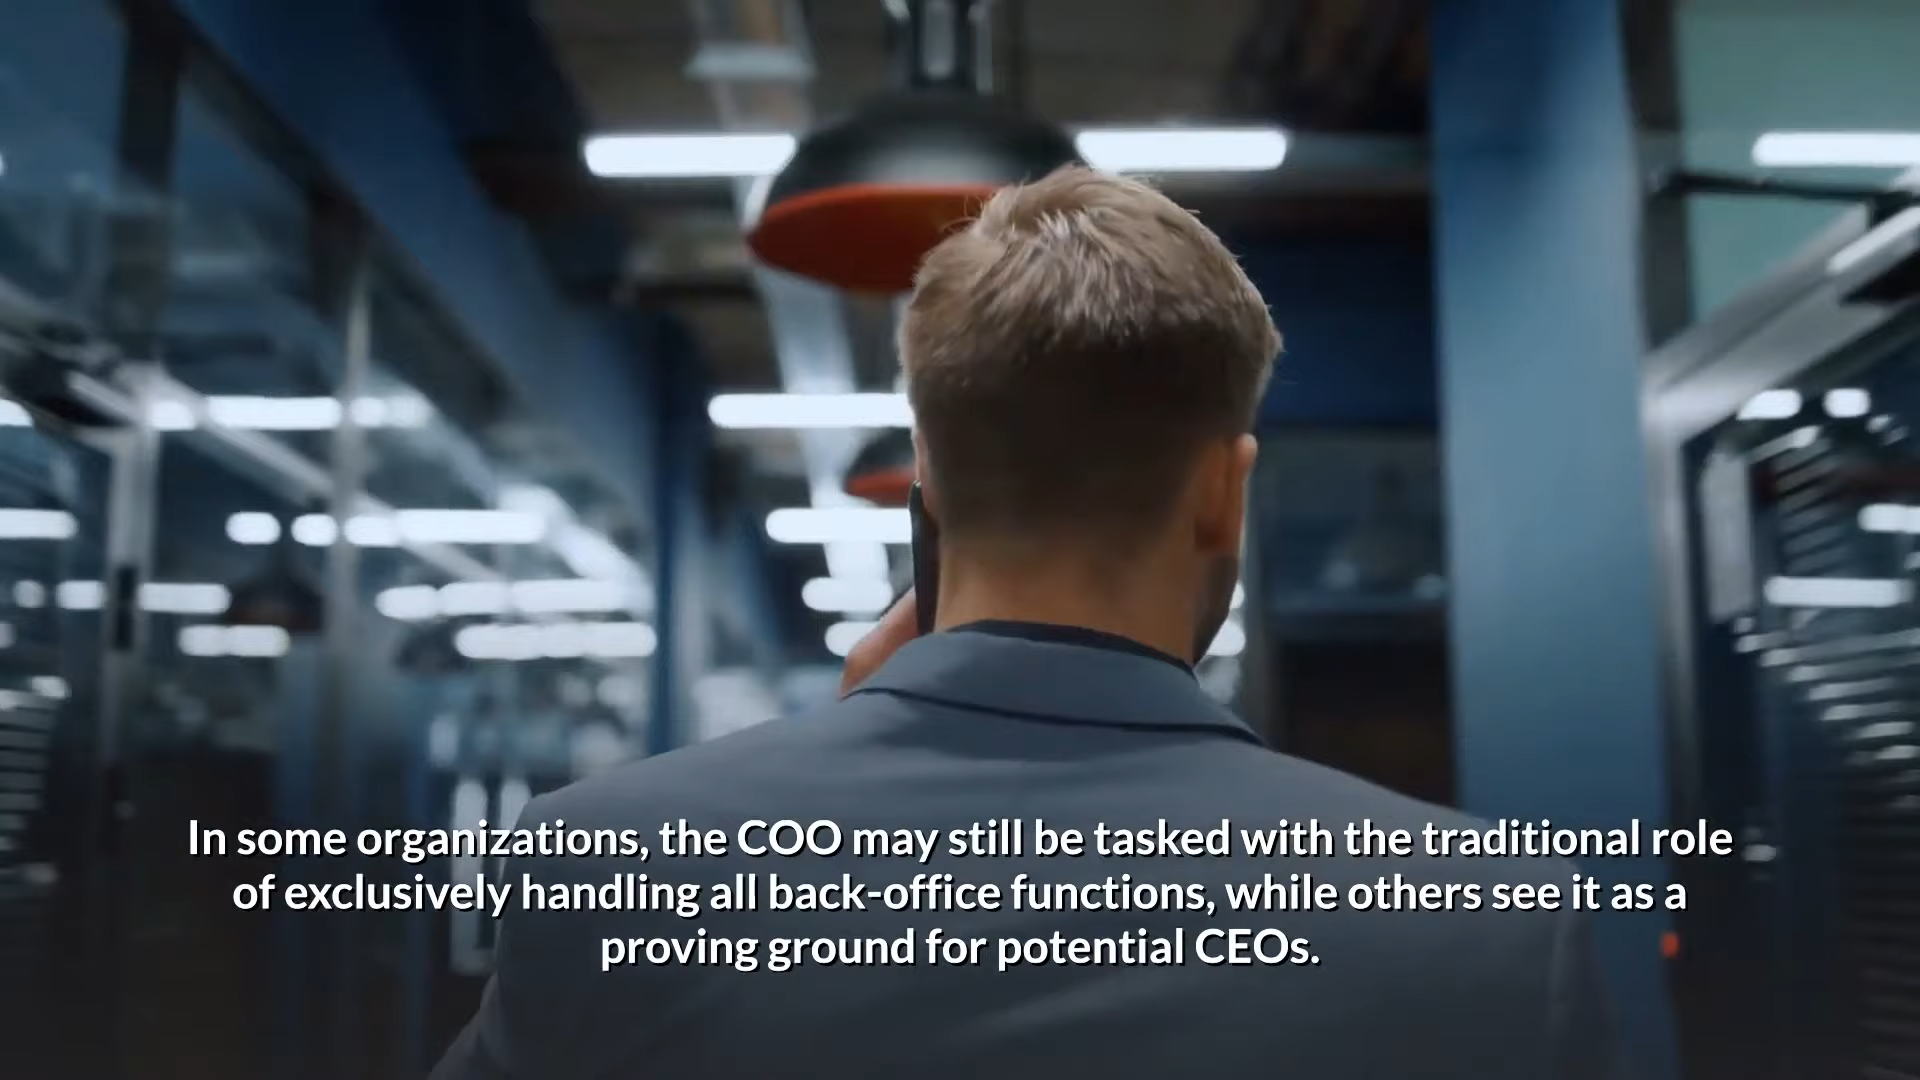 In some organizations, the COO may still be tasked with the traditional role
of exclusively handling all back-office functions, while others see it as a
proving ground for potential CEOs.